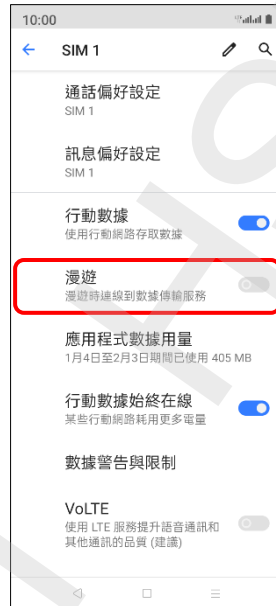 10:00
SIM 1
通話偏好設定
SIM 1
訊息偏好設定
SIM 1
行動數據
使用行動網路存取數據
漫遊
漫遊時連線到數據傳輸服務
應用程式數據用量
1月4日至2月3日期間已使用 405 MB
行動數據始終在線
某些行動網路耗用更多電量
數據警告與限制
VoLTE
使用 LTE 服務提升語音通訊和
其他通訊的品質 (建議)